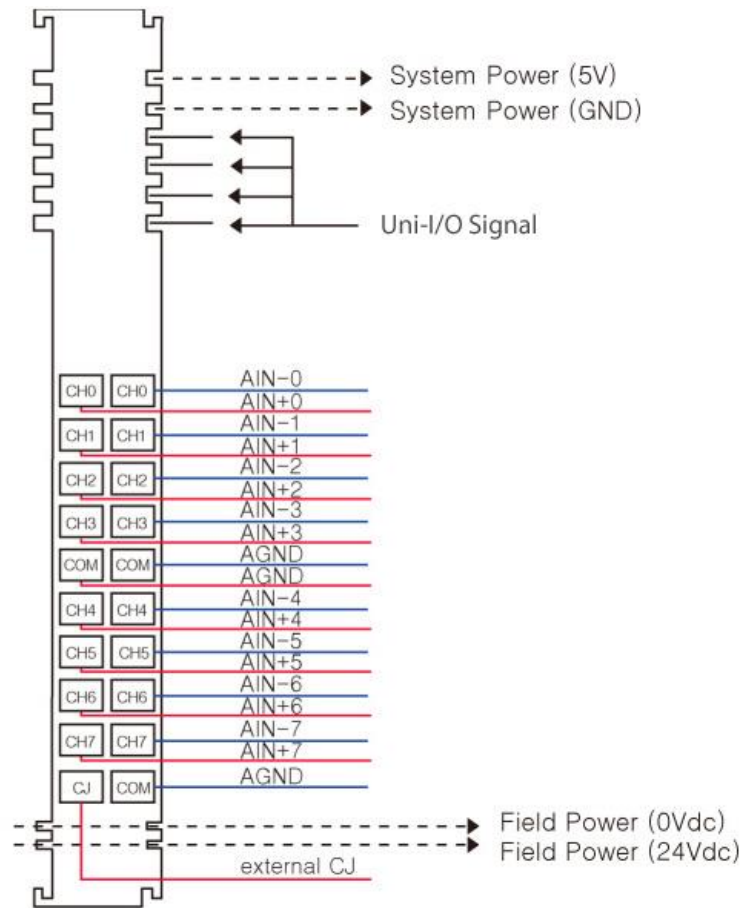 System Power (5V)
System Power (GND)
Uni-I/O Signal
CH0 CH0 AIN-0
AIN+0
CH1 CH1 AIN-1
AIN+1
CH2 CH2 AIN-2
AIN+2
CH3 CH3 AIN-3
AIN+3
COM COM AGND
AGND
CH4 CH4 AIN-4
AIN+4
CH5 CH5 AIN-5
AIN+5
CH6 CH6 AIN-6
AIN+6
CH7 CH7 AIN-7
AIN+7
CJ COM AGND
Field Power (0Vdc)
Field Power (24Vdc)
external CJ